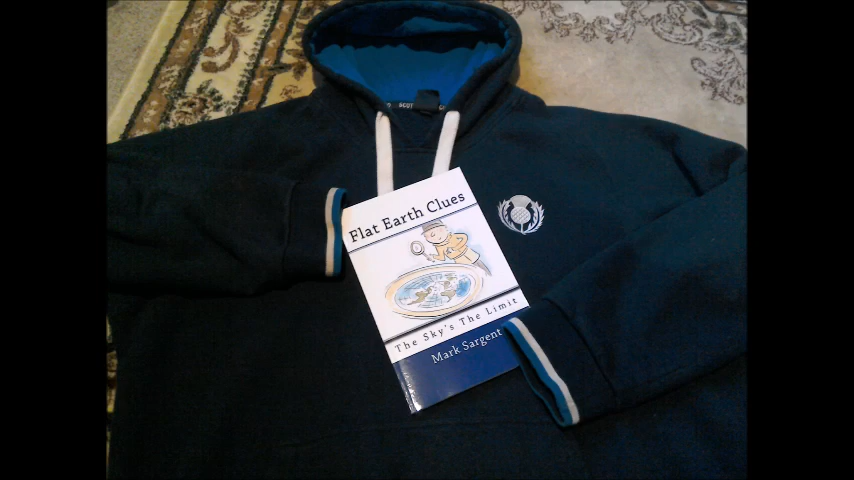 Flat Earth Clues
The Sky's The Limit
Mark Sargent